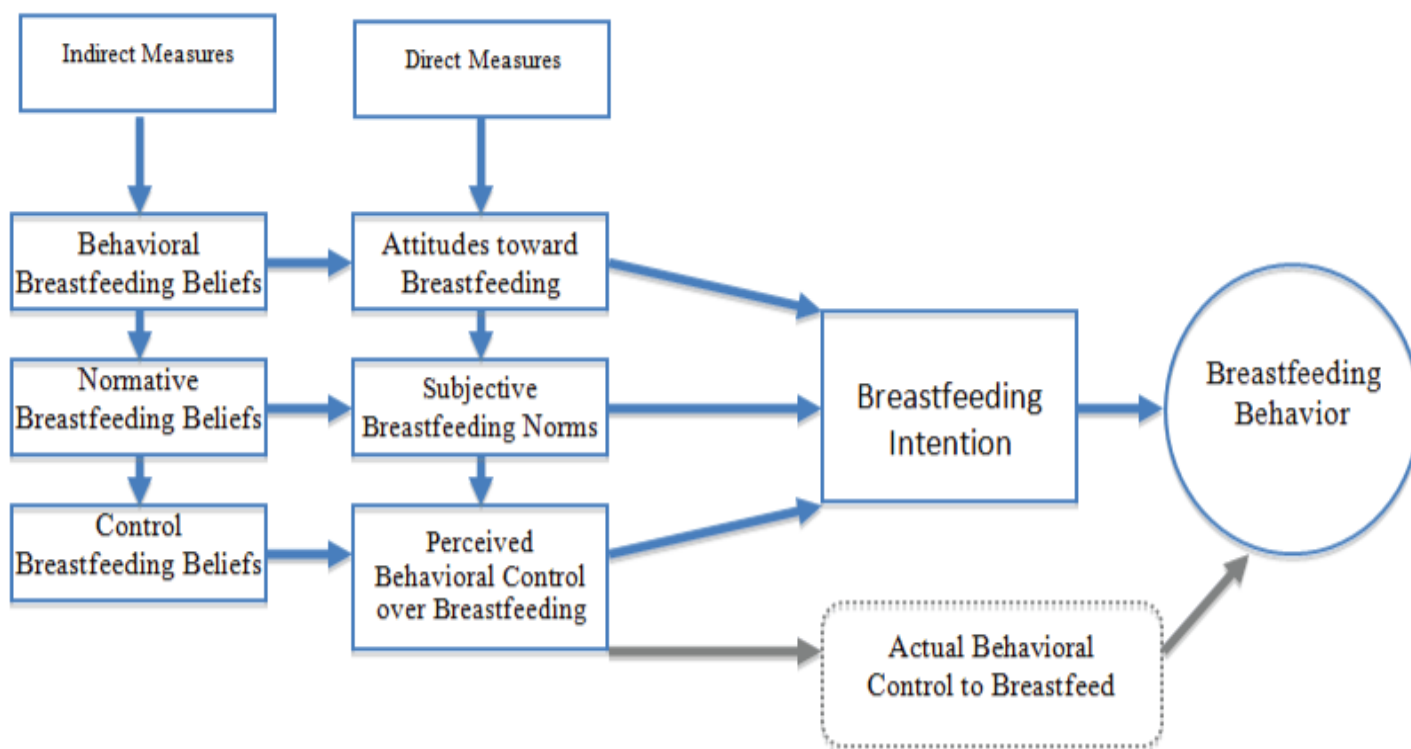 Indirect Measures
Direct Measures
Behavioral
Breastfeeding Beliefs
Attitudes toward
Breastfeeding
Normative
Breastfeeding Beliefs
Subjective
Breastfeeding Norms
Control
Breastfeeding Beliefs
Perceived
Behavioral Control
over Breastfeeding
Breastfeeding
Intention
Breastfeeding
Behavior
Actual Behavioral
Control to Breastfeed